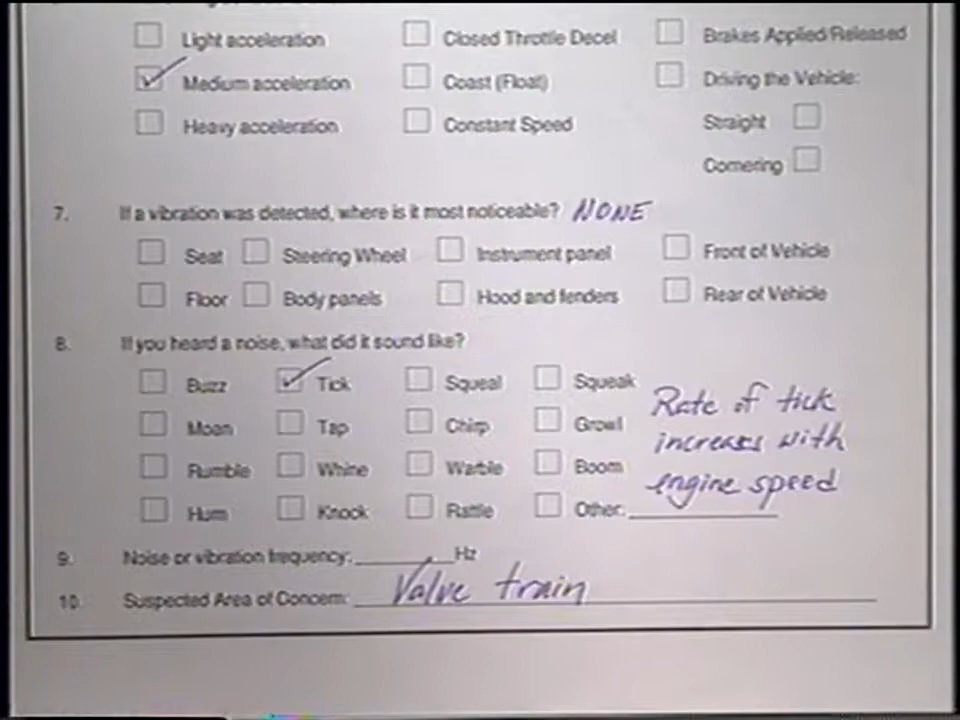 Light acceleration Closed Throttle Decel Brakes Applied/Released
Medium acceleration Coast (Float) Driving the Vehicle:
Heavy acceleration Constant Speed Straight
Cornering
7. If a vibration was detected, where is it most noticeable? NONE
Seat Steering Wheel Instrument panel Front of Vehicle
Floor Body panels Hood and fenders Rear of Vehicle
8. If you heard a noise, what did it sound like?
Buzz Tick Squeal Squeak
Moan Tap Chirp Growl
Rumble Whine Warble Boom
Hum Knock Rattle Other:
Rate of tick
increases with
engine speed
9. Noise or vibration frequency: Hz
10. Suspected Area of Concern: Valve train